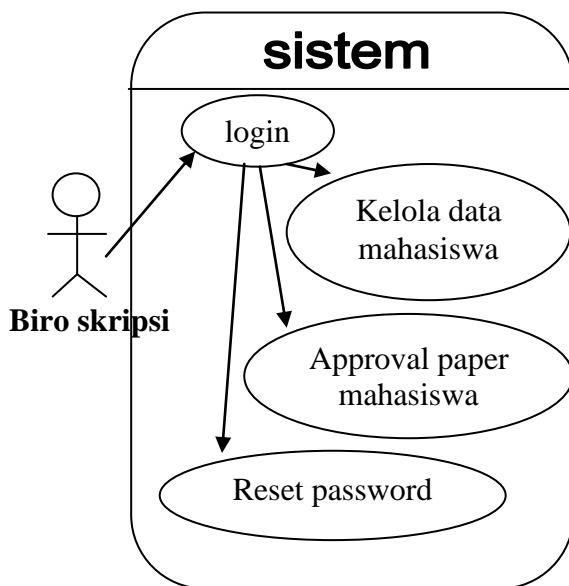 sistem
login
Kelola data
mahasiswa
Biro skripsi
Approval paper
mahasiswa
Reset password